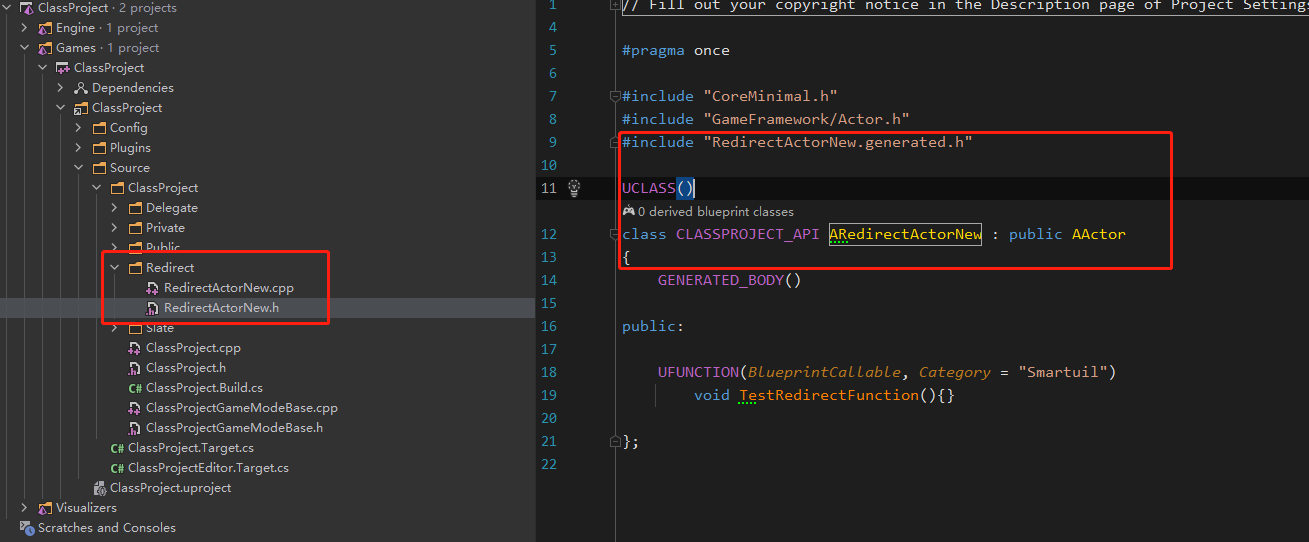 ClassProject · 2 projects
Engine · 1 project
Games · 1 project
ClassProject
Dependencies
ClassProject
Config
Plugins
Source
ClassProject
Delegate
Private
Public
Redirect
RedirectActorNew.cpp
RedirectActorNew.h
Slate
ClassProject.cpp
ClassProject.h
C# ClassProject.Build.cs
ClassProjectGameModeBase.cpp
ClassProjectGameModeBase.h
C# ClassProject.Target.cs
C# ClassProjectEditor.Target.cs
ClassProject.uproject
Visualizers
Scratches and Consoles
1 // Fill out your copyright notice in the Description page of Project Settings
4
5 #pragma once
6
7 #include "CoreMinimal.h"
8 #include "GameFramework/Actor.h"
9 #include "RedirectActorNew.generated.h"
10
11 UCLASS()
0 derived blueprint classes
12 class CLASSPROJECT_API ARedirectActorNew : public AActor
13 {
14 GENERATED_BODY()
15
16 public:
17
18 UFUNCTION(BlueprintCallable, Category = "Smartuil")
19 void TestRedirectFunction(){}
20
21 };
22